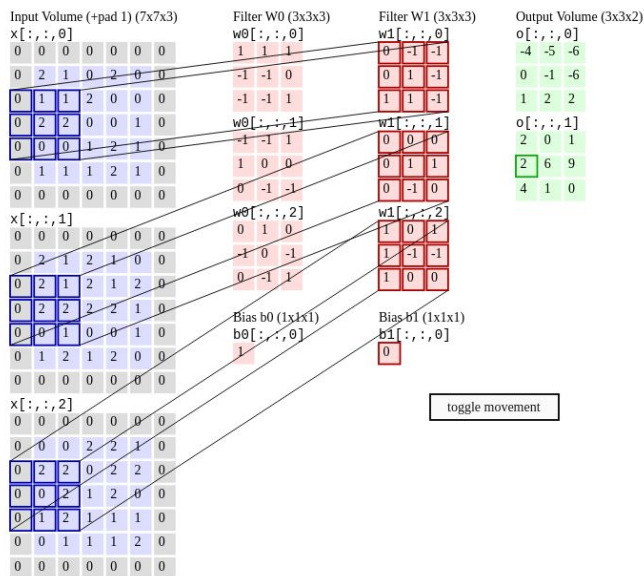 Input Volume (+pad 1) (7x7x3)
x[:,:,0]
0 0 0 0 0 0 0
0 2 1 0 2 0 0
0 1 1 2 0 0 0
0 2 2 0 0 1 0
0 0 0 1 2 1 0
0 1 1 1 2 1 0
0 0 0 0 0 0 0
x[:,:,1]
0 0 0 0 0 0 0
0 2 1 2 1 0 0
0 2 1 2 1 2 0
0 2 2 2 2 1 0
0 0 1 0 0 1 0
0 1 2 1 2 0 0
0 0 0 0 0 0 0
x[:,:,2]
0 0 0 0 0 0 0
0 0 0 2 2 1 0
0 2 2 0 2 2 0
0 0 2 1 2 0 0
0 1 2 1 1 1 0
0 0 1 1 1 2 0
0 0 0 0 0 0 0
Filter W0 (3x3x3)
w0[:,:,0]
1 1 1
-1 -1 0
-1 -1 1
w0[:,:,1]
-1 -1 1
1 0 0
0 -1 -1
w0[:,:,2]
0 1 0
-1 0 -1
0 -1 1
Bias b0 (1x1x1)
b0[:,:,0]
1
Filter W1 (3x3x3)
w1[:,:,0]
0 -1 -1
0 1 -1
1 1 -1
w1[:,:,1]
0 0 0
0 1 1
0 -1 0
w1[:,:,2]
1 0 1
1 -1 -1
1 0 0
Bias b1 (1x1x1)
b1[:,:,0]
0
Output Volume (3x3x2)
o[:,:,0]
-4 -5 -6
0 -1 -6
1 2 2
o[:,:,1]
2 0 1
2 6 9
4 1 0
toggle movement